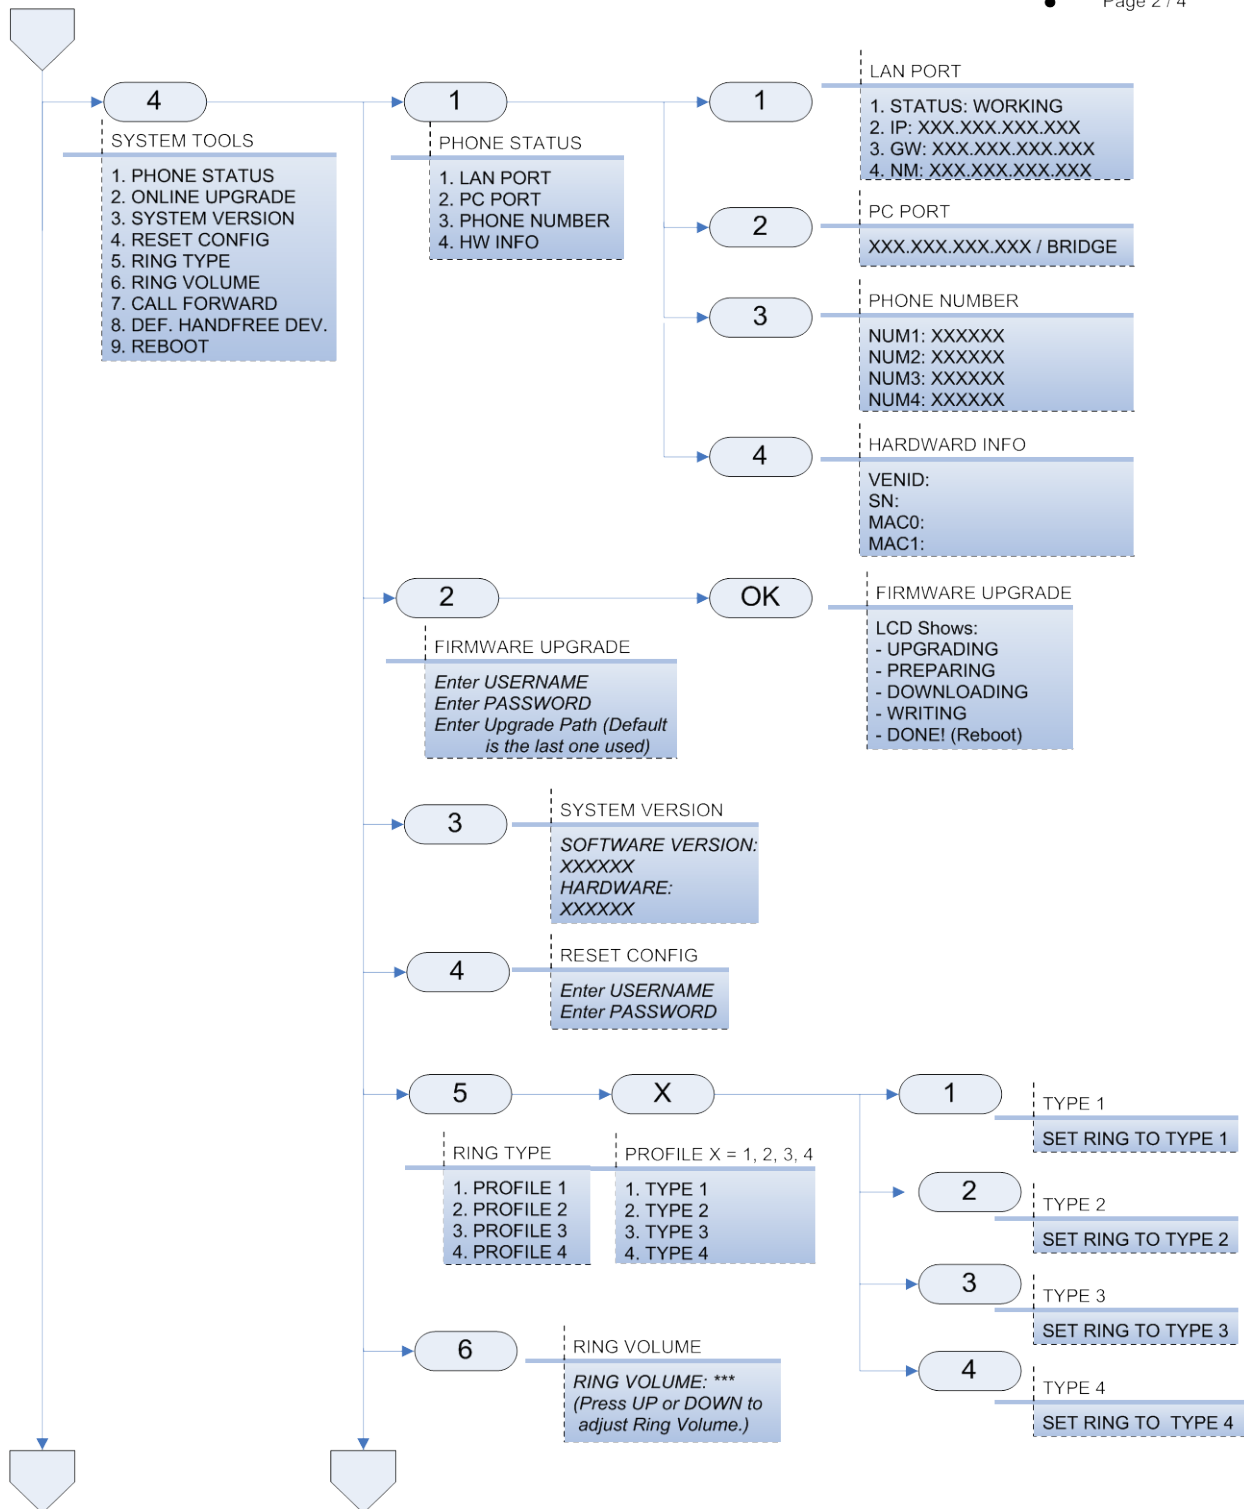 Page 2 / 4
4
SYSTEM TOOLS
1. PHONE STATUS
2. ONLINE UPGRADE
3. SYSTEM VERSION
4. RESET CONFIG
5. RING TYPE
6. RING VOLUME
7. CALL FORWARD
8. DEF. HANDFREE DEV.
9. REBOOT
1
PHONE STATUS
1. LAN PORT
2. PC PORT
3. PHONE NUMBER
4. HW INFO
1
LAN PORT
1. STATUS: WORKING
2. IP: XXX.XXX.XXX.XXX
3. GW: XXX.XXX.XXX.XXX
4. NM: XXX.XXX.XXX.XXX
2
PC PORT
XXX.XXX.XXX.XXX / BRIDGE
3
PHONE NUMBER
NUM1: XXXXXX
NUM2: XXXXXX
NUM3: XXXXXX
NUM4: XXXXXX
4
HARDWARD INFO
VENID:
SN:
MAC0:
MAC1:
2
FIRMWARE UPGRADE
Enter USERNAME
Enter PASSWORD
Enter Upgrade Path (Default
is the last one used)
OK
FIRMWARE UPGRADE
LCD Shows:
- UPGRADING
- PREPARING
- DOWNLOADING
- WRITING
- DONE! (Reboot)
3
SYSTEM VERSION
SOFTWARE VERSION:
XXXXXX
HARDWARE:
XXXXXX
4
RESET CONFIG
Enter USERNAME
Enter PASSWORD
5
RING TYPE
1. PROFILE 1
2. PROFILE 2
3. PROFILE 3
4. PROFILE 4
X
PROFILE X = 1, 2, 3, 4
1. TYPE 1
2. TYPE 2
3. TYPE 3
4. TYPE 4
1
TYPE 1
SET RING TO TYPE 1
2
TYPE 2
SET RING TO TYPE 2
3
TYPE 3
SET RING TO TYPE 3
4
TYPE 4
SET RING TO  TYPE 4
6
RING VOLUME
RING VOLUME: ***
(Press UP or DOWN to
adjust Ring Volume.)